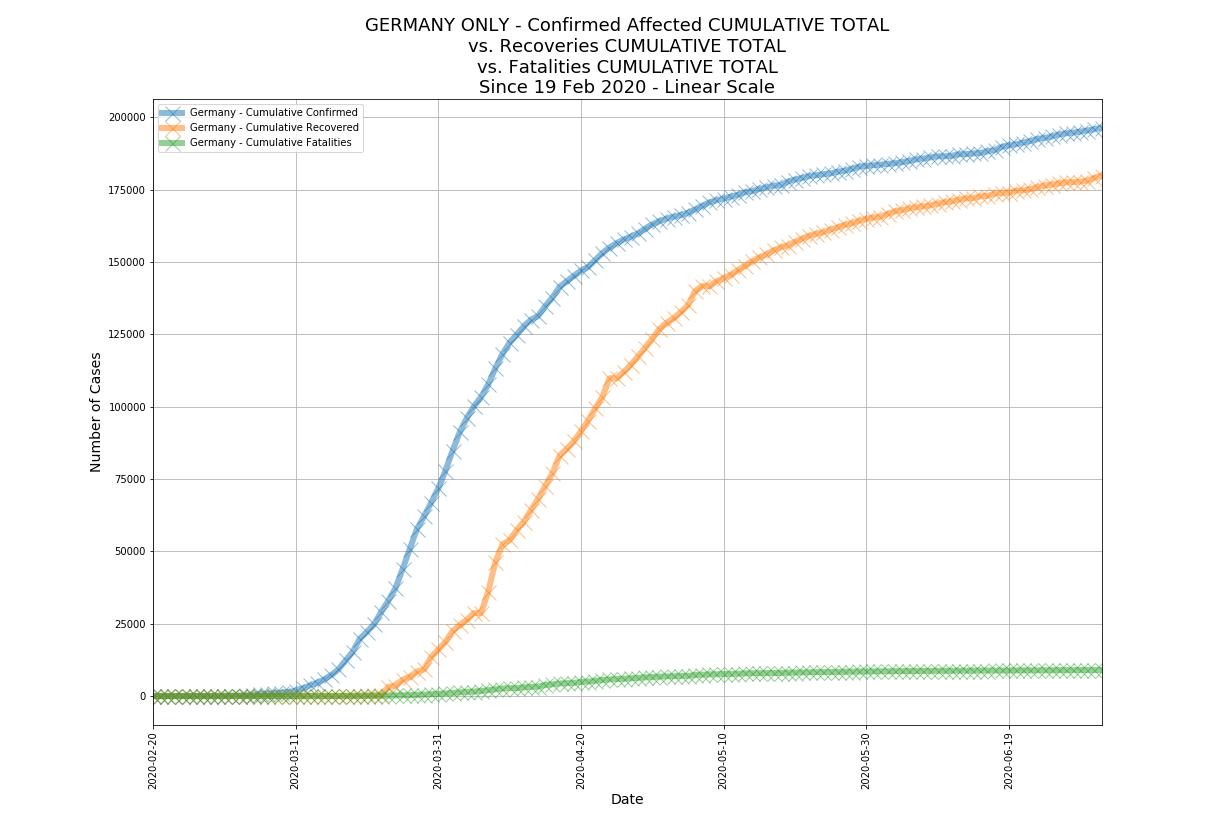 GERMANY ONLY - Confirmed Affected CUMULATIVE TOTAL
vs. Recoveries CUMULATIVE TOTAL
vs. Fatalities CUMULATIVE TOTAL
Since 19 Feb 2020 - Linear Scale
Germany - Cumulative Confirmed
Germany - Cumulative Recovered
Germany - Cumulative Fatalities
Number of Cases
200000
175000
150000
125000
100000
75000
50000
25000
0
2020-02-20
2020-03-11
2020-03-31
2020-04-20
2020-05-10
2020-05-30
2020-06-19
Date